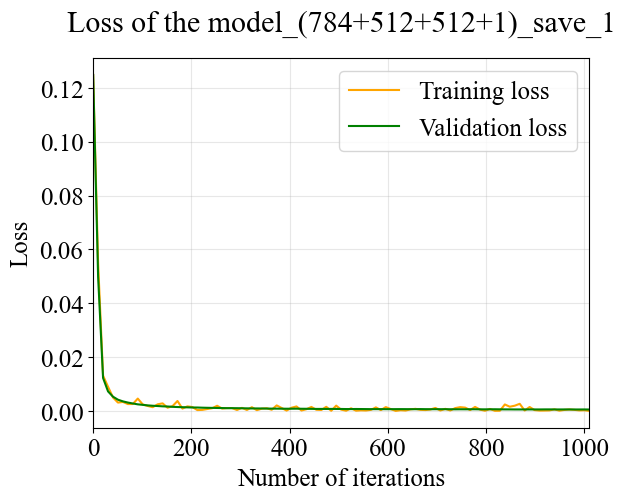 Loss of the model_(784+512+512+1)_save_1
Training loss
Validation loss
0.12
0.10
0.08
0.06
0.04
0.02
0.00
Loss
0 200 400 600 800 1000
Number of iterations